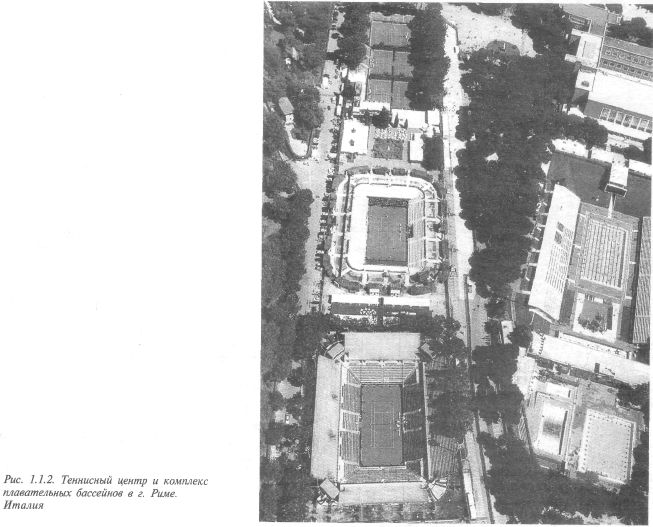 Рис. 1.1.2. Теннисный центр и комплекс
плавательных бассейнов в г. Риме.
Италия